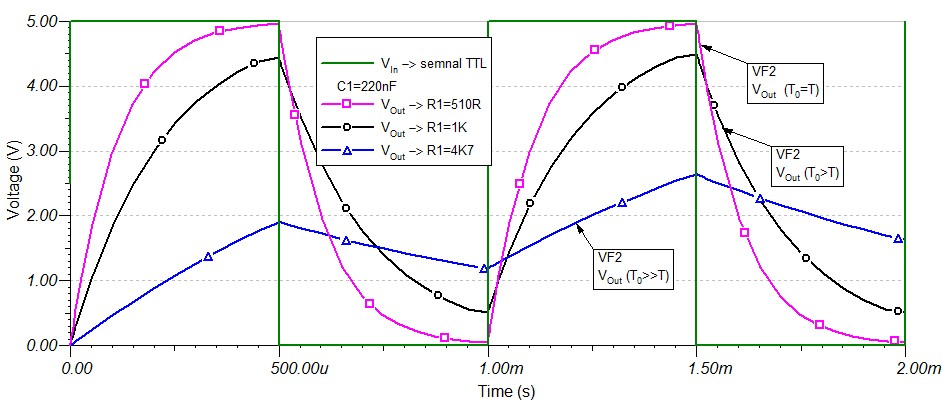 5.00
4.00
3.00
2.00
1.00
0.00
Voltage (V)
V_In –> semnal TTL
C1=220nF
V_Out –> R1=510R
V_Out –> R1=1K
V_Out –> R1=4K7
VF2
V_Out (T_0=T)
VF2
V_Out (T_0>T)
VF2
V_Out (T_0>>T)
0.00
500.00u
1.00m
1.50m
2.00m
Time (s)